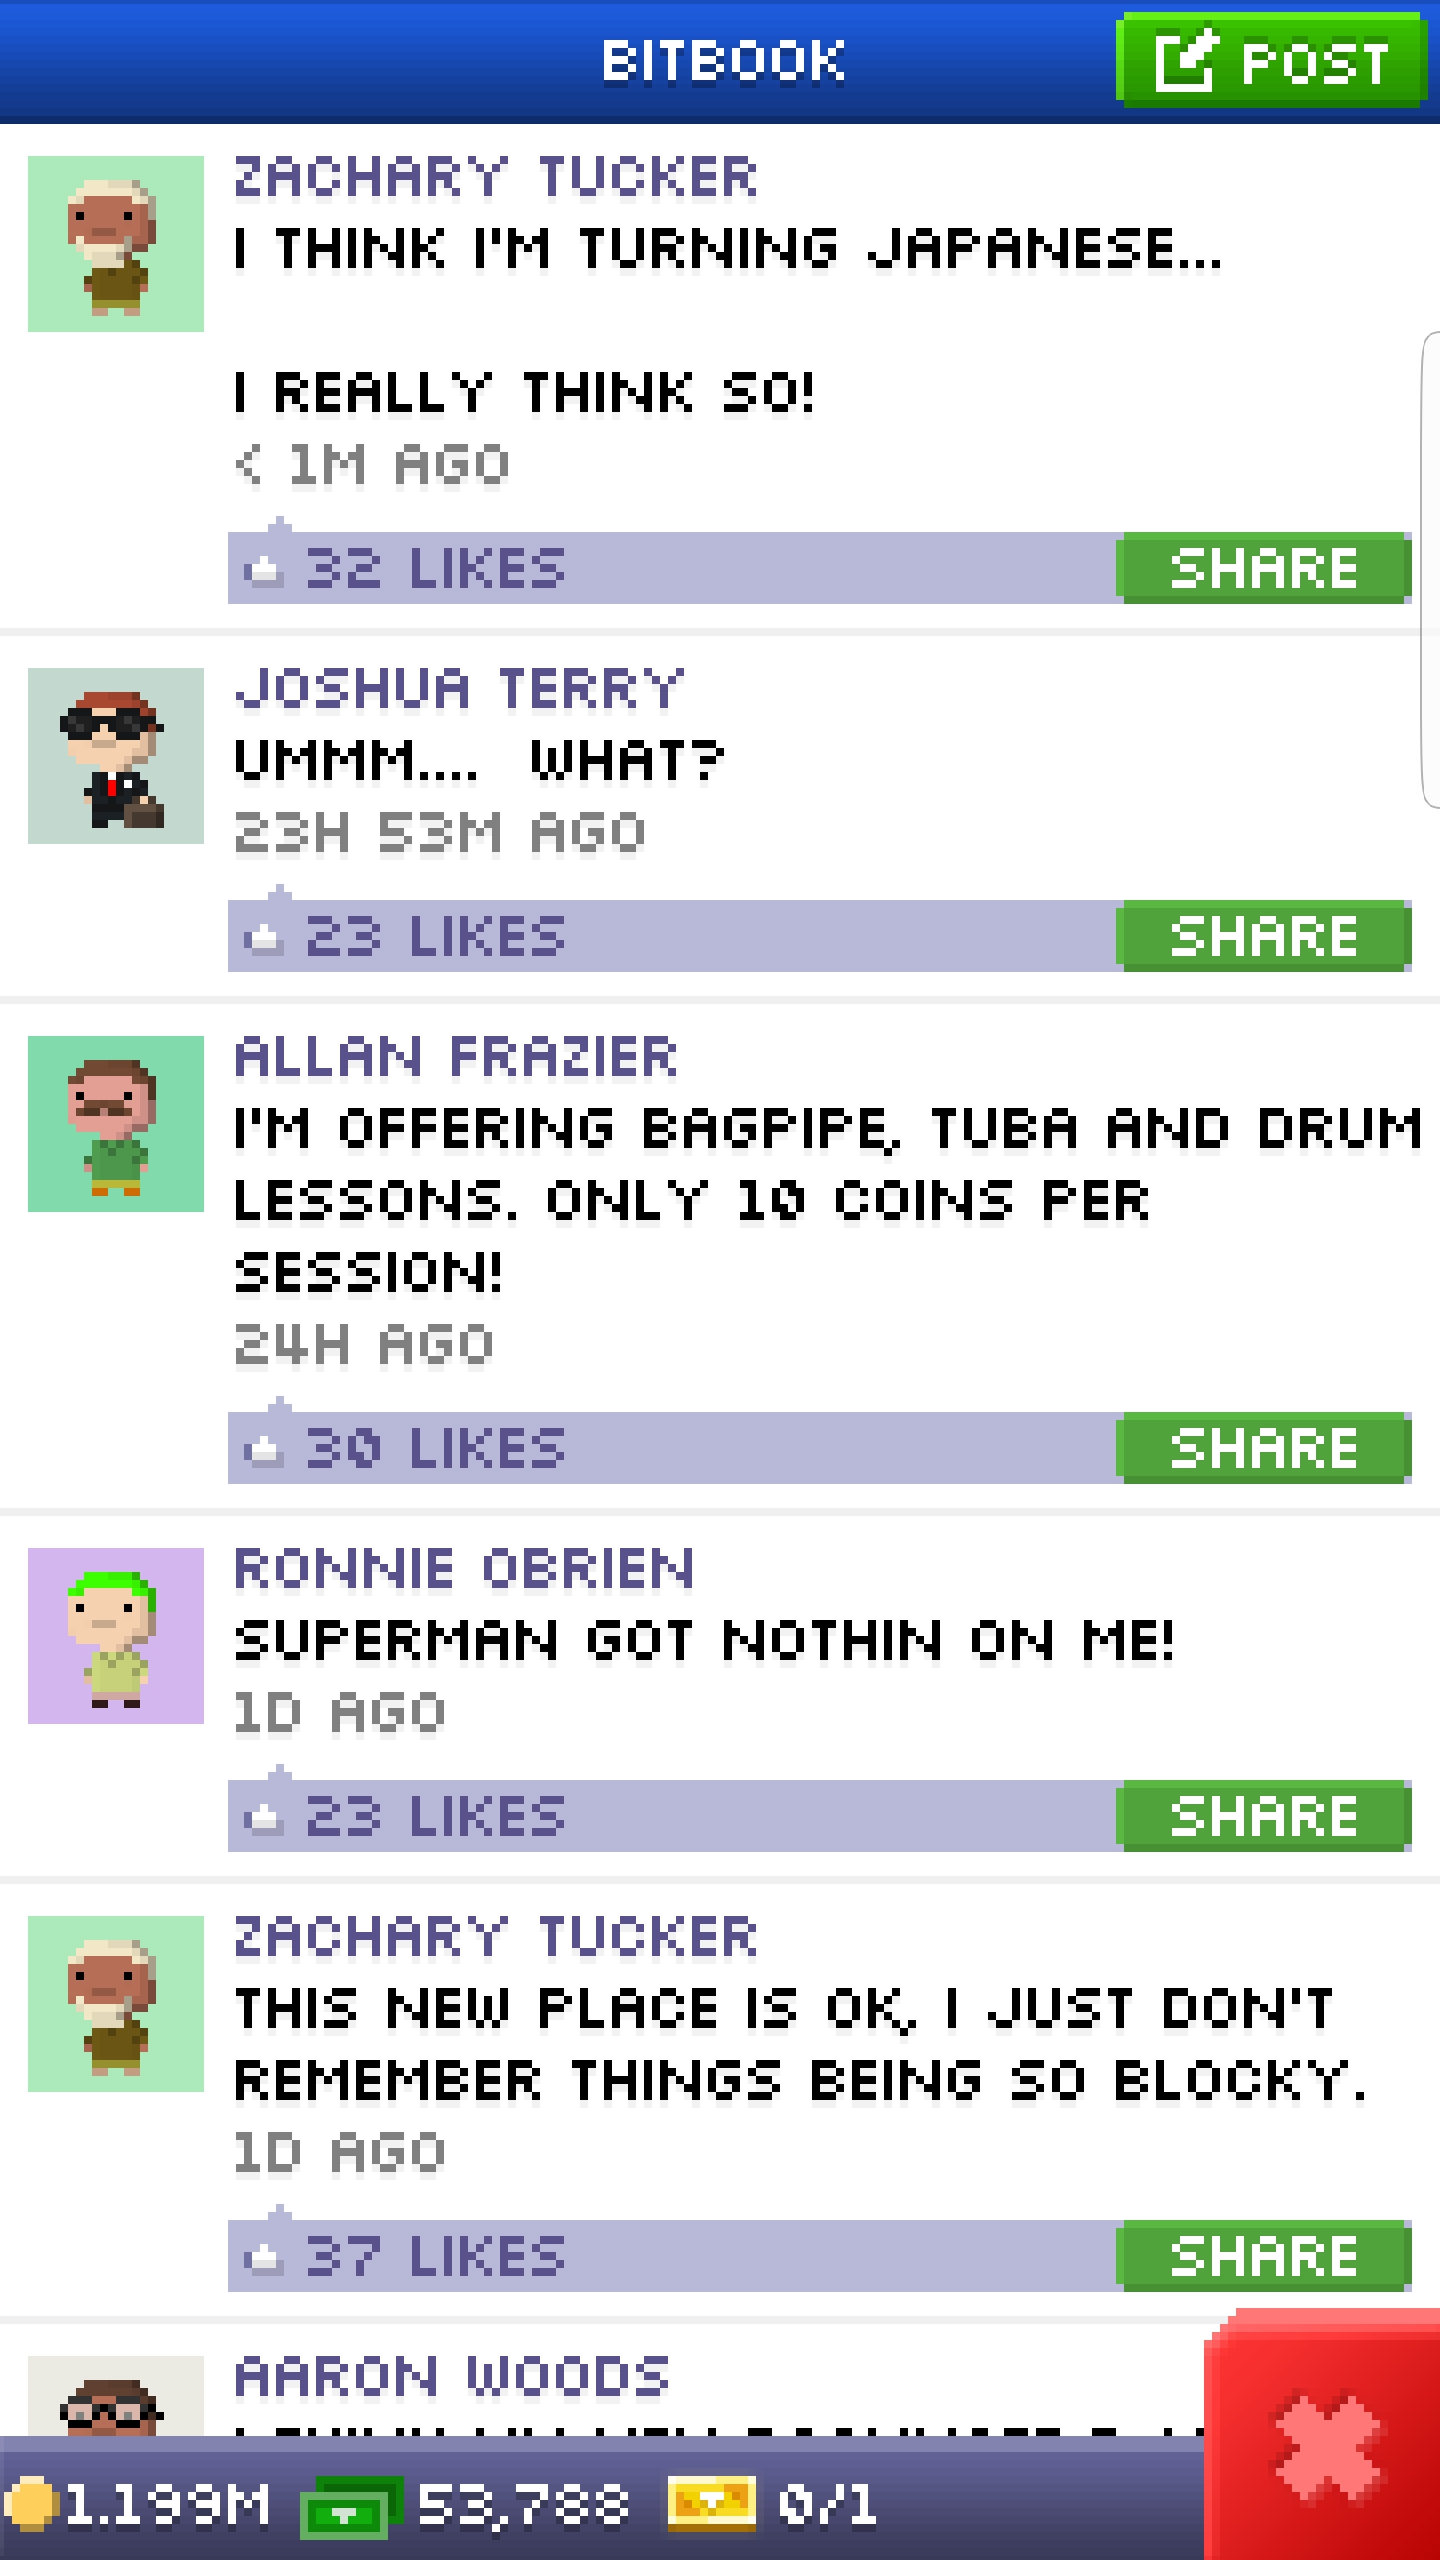 BITBOOK
POST
ZACHARY TUCKER
I THINK I'M TURNING JAPANESE...
I REALLY THINK SO!
< 1M AGO
32 LIKES
SHARE
JOSHUA TERRY
UMMM.... WHAT?
23H 53M AGO
23 LIKES
SHARE
ALLAN FRAZIER
I'M OFFERING BAGPIPE, TUBA AND DRUM
LESSONS. ONLY 10 COINS PER
SESSION!
24H AGO
30 LIKES
SHARE
RONNIE OBRIEN
SUPERMAN GOT NOTHIN ON ME!
1D AGO
23 LIKES
SHARE
ZACHARY TUCKER
THIS NEW PLACE IS OK, I JUST DON'T
REMEMBER THINGS BEING SO BLOCKY.
1D AGO
37 LIKES
SHARE
AARON WOODS
1.199M 53,788 0/1